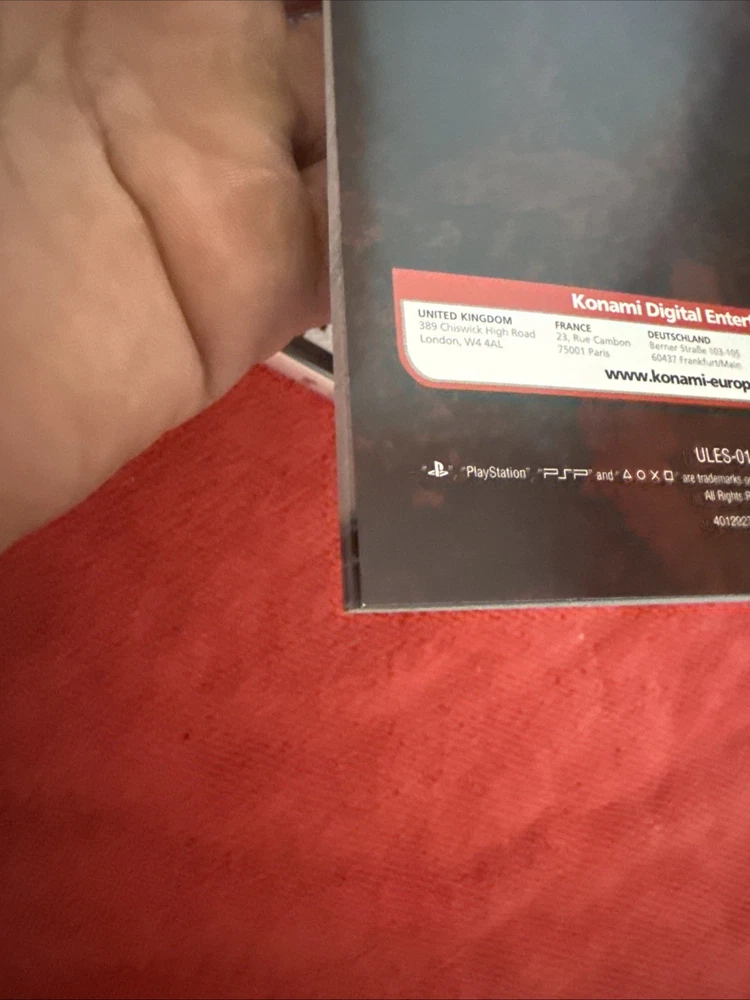 Konami Digital Enter
UNITED KINGDOM
389 Chiswick High Road
London, W4 4AL
FRANCE
23, Rue Cambon
75001 Paris
DEUTSCHLAND
Berner Straße 103-105
60437 Frankfurt/Main
www.konami-europ
ULES-01
" ", "PlayStation", "PSP" and "△○✕□" are trademarks o
All Rights R
4012927